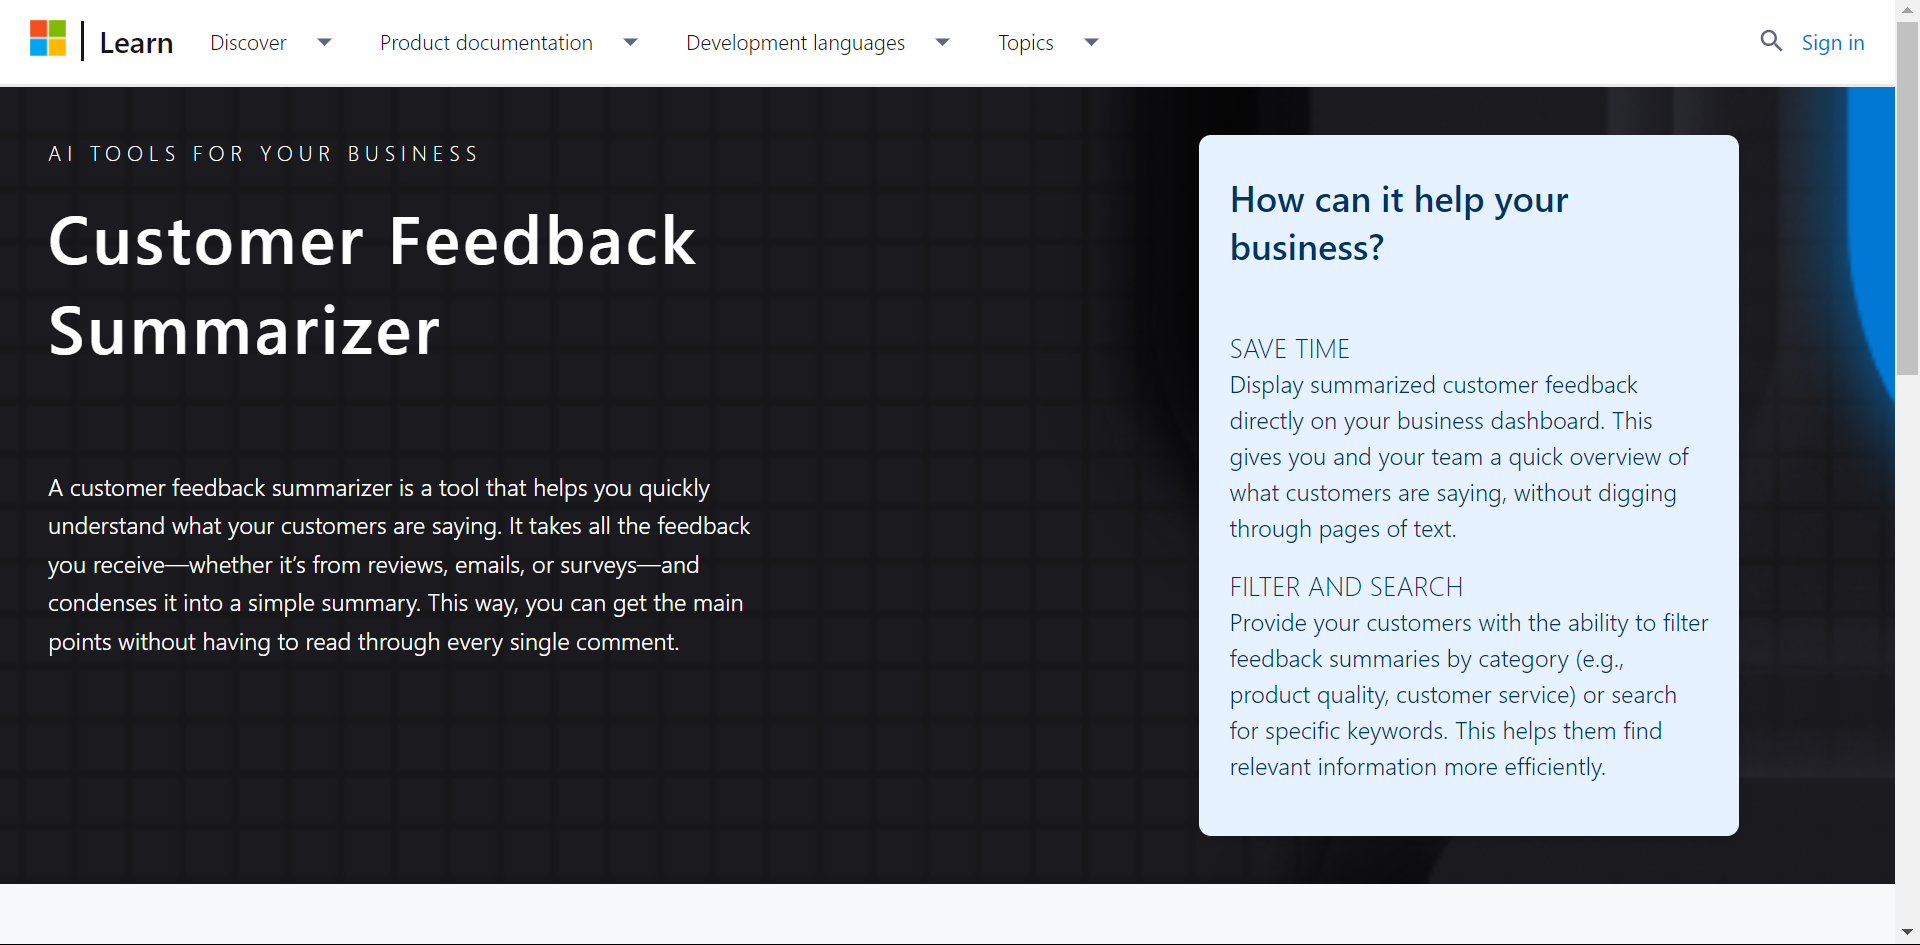 Learn Discover Product documentation Development languages Topics Sign in
AI TOOLS FOR YOUR BUSINESS
Customer Feedback
Summarizer
A customer feedback summarizer is a tool that helps you quickly
understand what your customers are saying. It takes all the feedback
you receive—whether it’s from reviews, emails, or surveys—and
condenses it into a simple summary. This way, you can get the main
points without having to read through every single comment.
How can it help your
business?
SAVE TIME
Display summarized customer feedback
directly on your business dashboard. This
gives you and your team a quick overview of
what customers are saying, without digging
through pages of text.
FILTER AND SEARCH
Provide your customers with the ability to filter
feedback summaries by category (e.g.,
product quality, customer service) or search
for specific keywords. This helps them find
relevant information more efficiently.